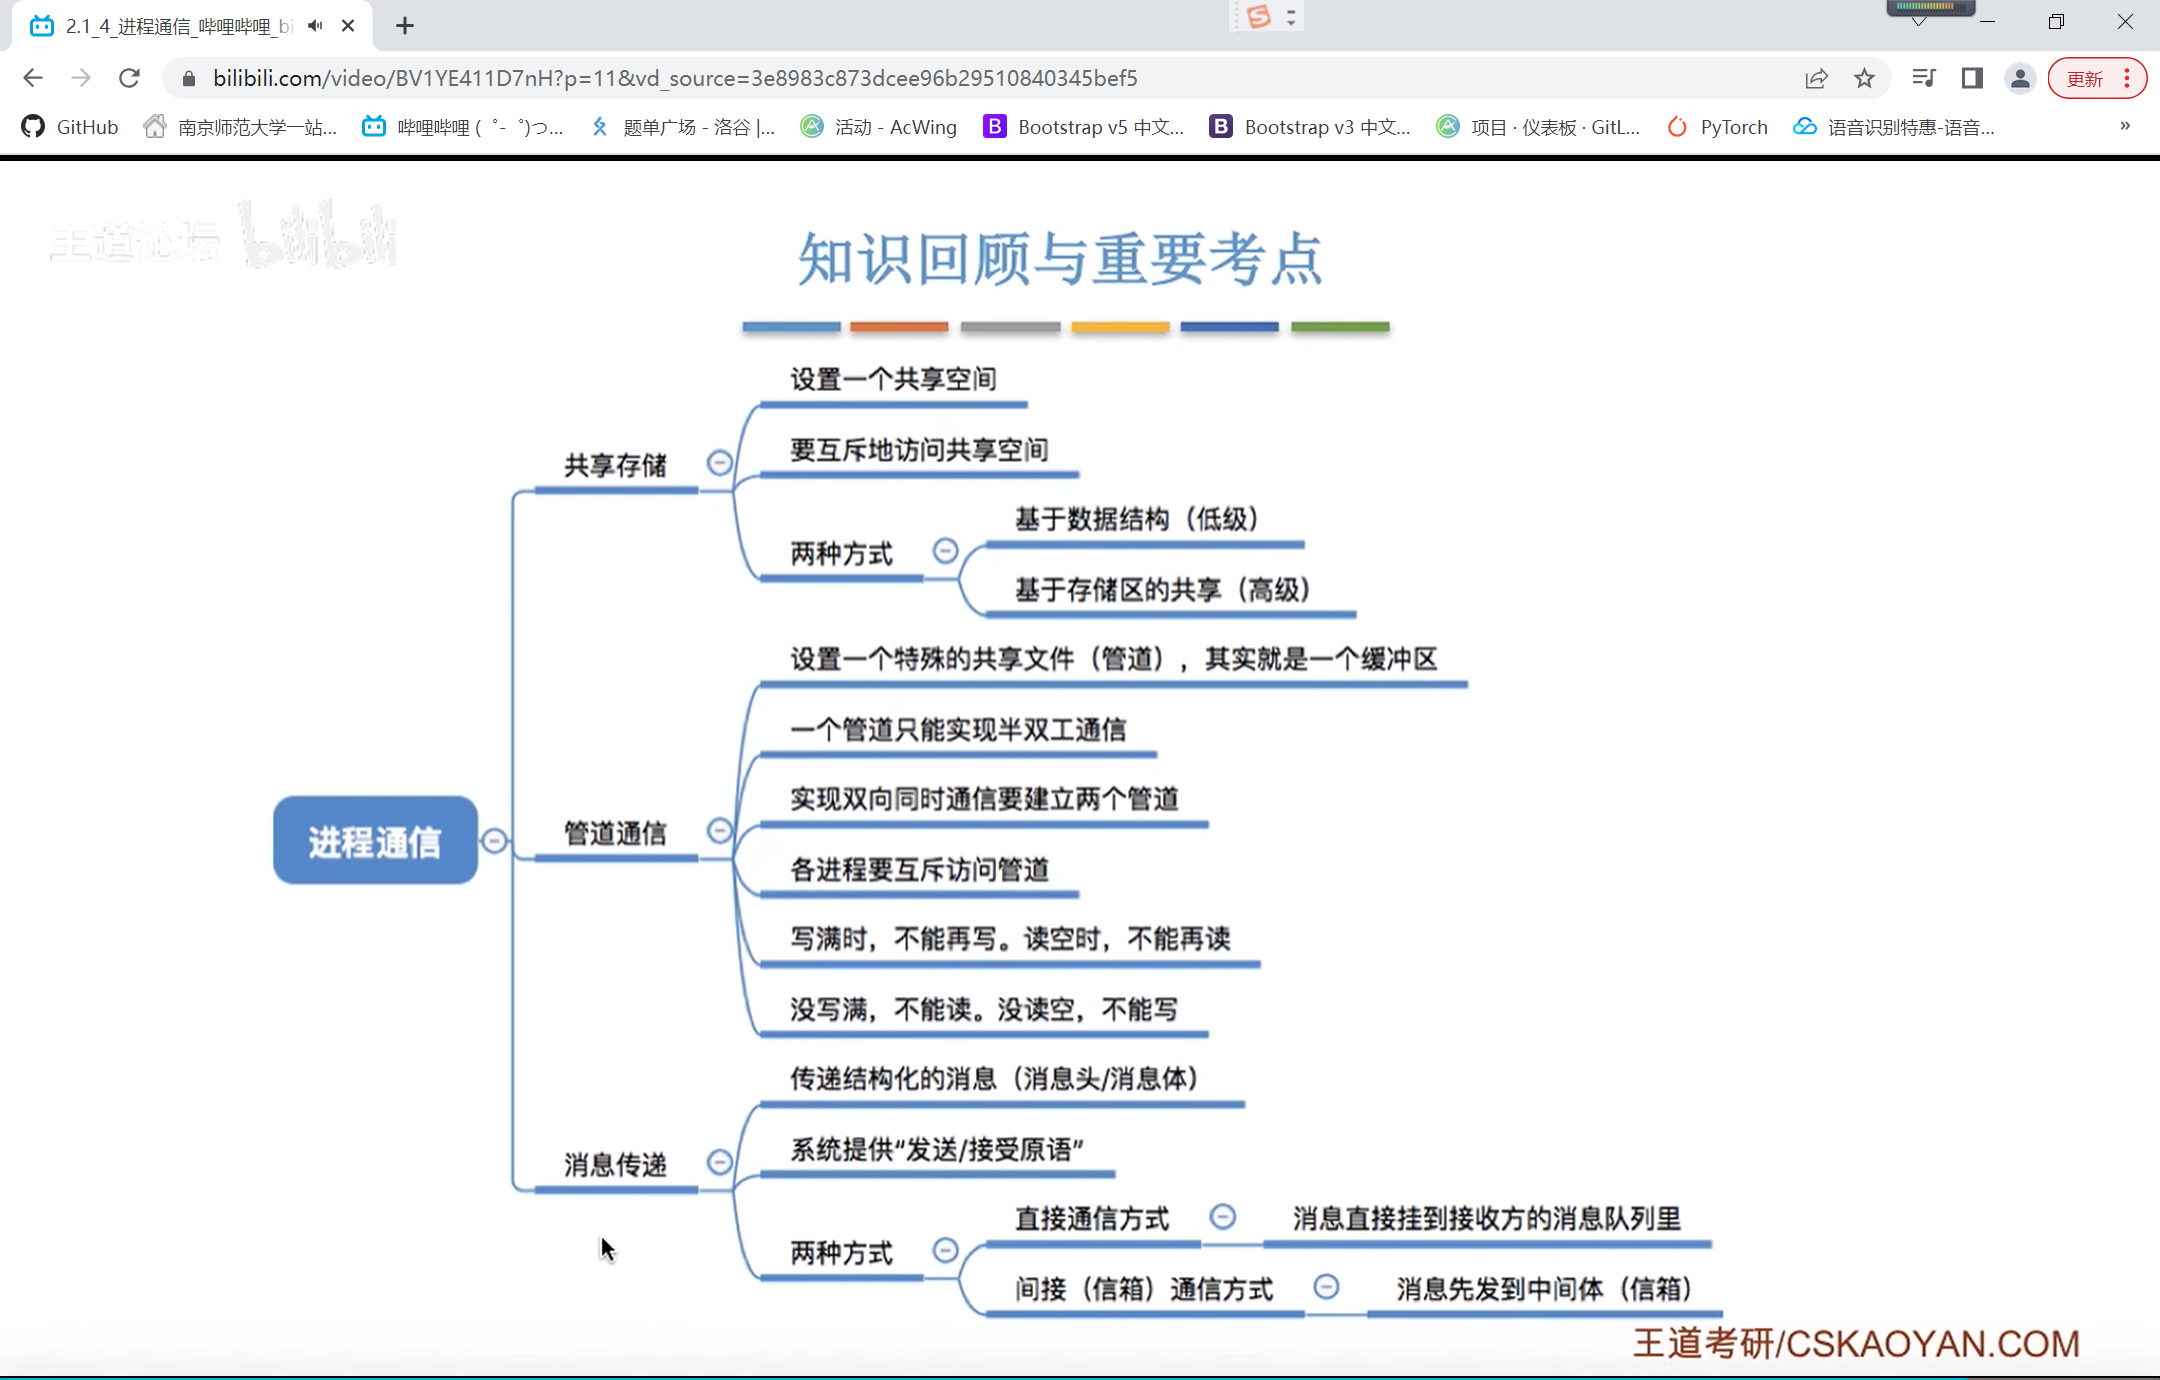 2.1_4_进程通信_哔哩哔哩_bi
bilibili.com/video/BV1YE411D7nH?p=11&vd_source=3e8983c873dcee96b29510840345bef5
更新
GitHub
南京师范大学一站...
哔哩哔哩 (゜-゜)つ...
题单广场 - 洛谷 |...
活动 - AcWing
Bootstrap v5 中文...
Bootstrap v3 中文...
项目 · 仪表板 · GitL...
PyTorch
语音识别特惠-语音...
»
王道论坛 bilibili
知识回顾与重要考点
设置一个共享空间
要互斥地访问共享空间
共享存储
基于数据结构（低级）
两种方式
基于存储区的共享（高级）
设置一个特殊的共享文件（管道），其实就是一个缓冲区
一个管道只能实现半双工通信
实现双向同时通信要建立两个管道
进程通信
管道通信
各进程要互斥访问管道
写满时，不能再写。读空时，不能再读
没写满，不能读。没读空，不能写
传递结构化的消息（消息头/消息体）
系统提供“发送/接受原语”
消息传递
直接通信方式
消息直接挂到接收方的消息队列里
两种方式
间接（信箱）通信方式
消息先发到中间体（信箱）
王道考研/CSKAOYAN.COM